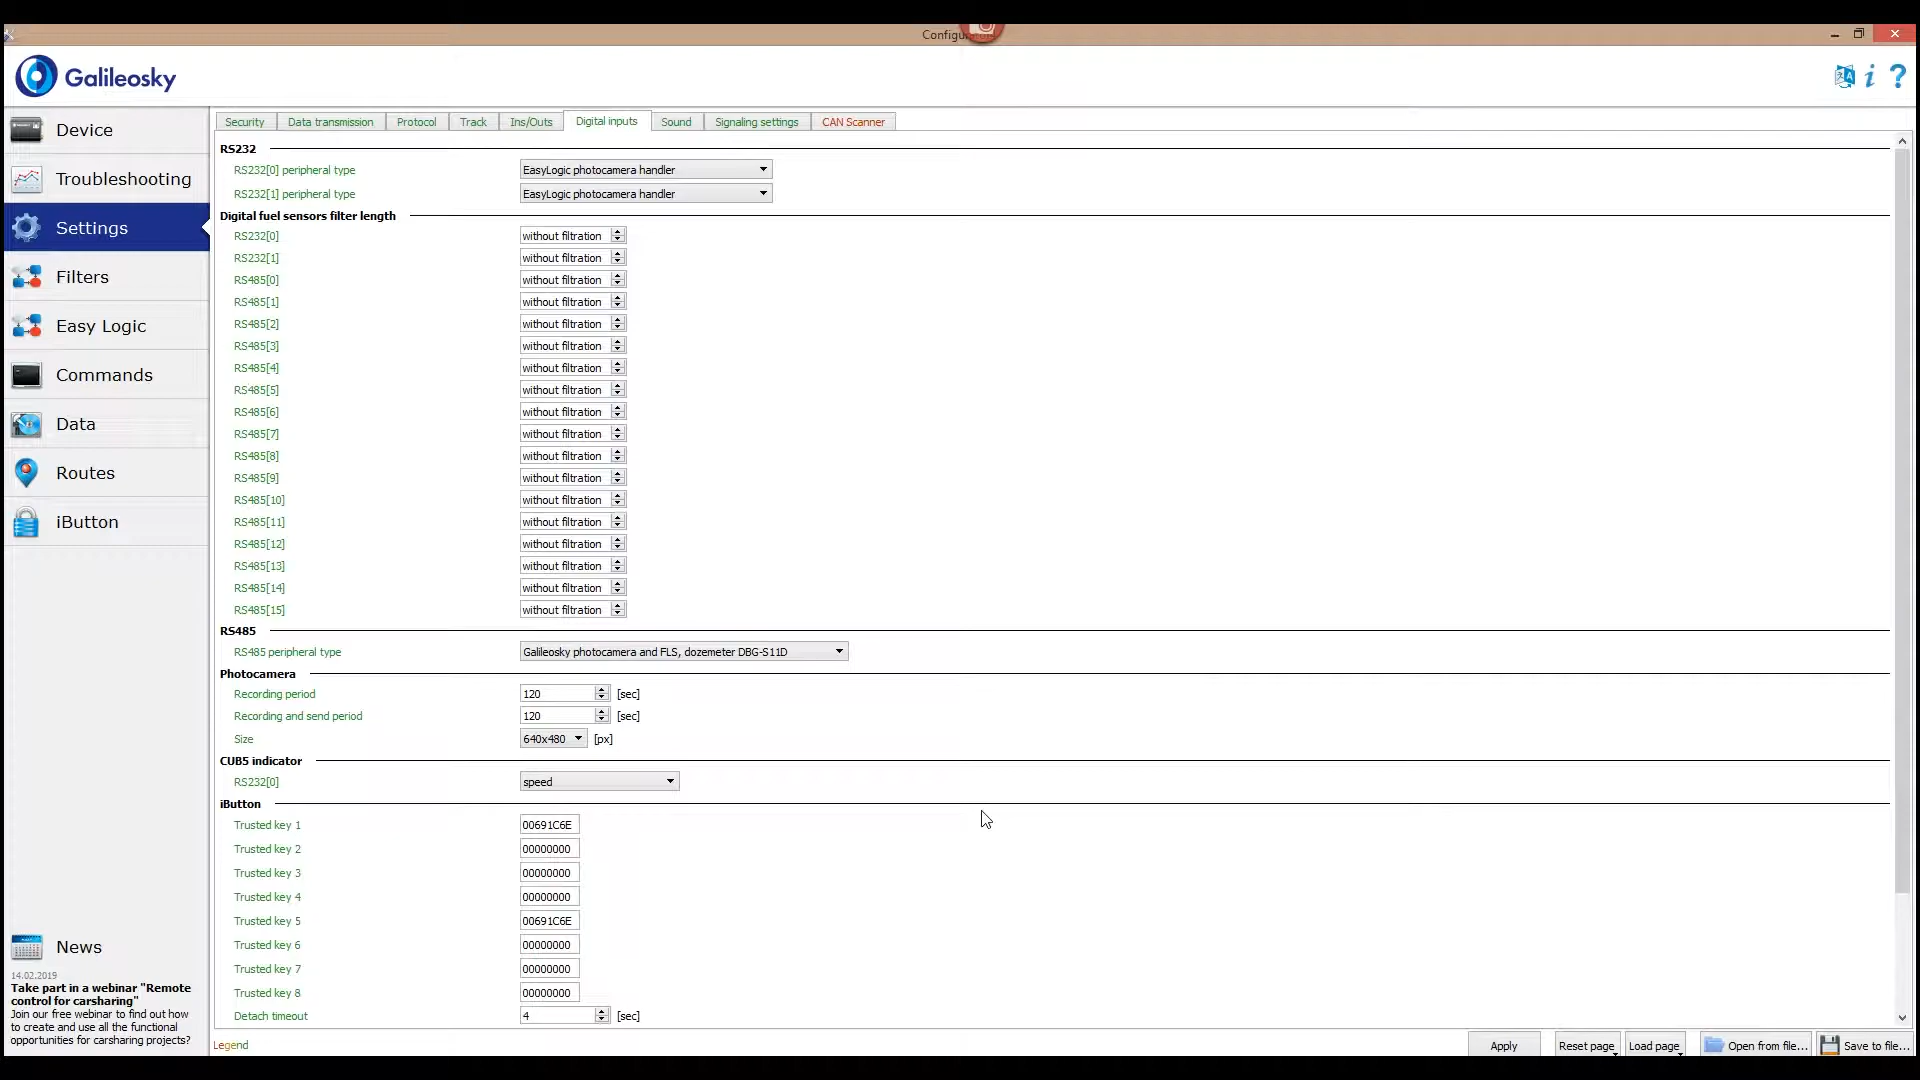 Configu
Galileosky
Device
Troubleshooting
Settings
Filters
Easy Logic
Commands
Data
Routes
iButton
News
14.02.2019
Take part in a webinar "Remote
control for carsharing"
Join our free webinar to find out how
to create and use all the functional
opportunities for carsharing projects?
Security Data transmission Protocol Track Ins/Outs Digital inputs Sound Signaling settings CAN Scanner
RS232
RS232[0] peripheral type EasyLogic photocamera handler
RS232[1] peripheral type EasyLogic photocamera handler
Digital fuel sensors filter length
RS232[0] without filtration
RS232[1] without filtration
RS485[0] without filtration
RS485[1] without filtration
RS485[2] without filtration
RS485[3] without filtration
RS485[4] without filtration
RS485[5] without filtration
RS485[6] without filtration
RS485[7] without filtration
RS485[8] without filtration
RS485[9] without filtration
RS485[10] without filtration
RS485[11] without filtration
RS485[12] without filtration
RS485[13] without filtration
RS485[14] without filtration
RS485[15] without filtration
RS485
RS485 peripheral type Galileosky photocamera and FLS, dozemeter DBG-S11D
Photocamera
Recording period 120 [sec]
Recording and send period 120 [sec]
Size 640x480 [px]
CUB5 indicator
RS232[0] speed
iButton
Trusted key 1 00691C6E
Trusted key 2 00000000
Trusted key 3 00000000
Trusted key 4 00000000
Trusted key 5 00691C6E
Trusted key 6 00000000
Trusted key 7 00000000
Trusted key 8 00000000
Detach timeout 4 [sec]
Legend
Apply Reset page Load page Open from file... Save to file...